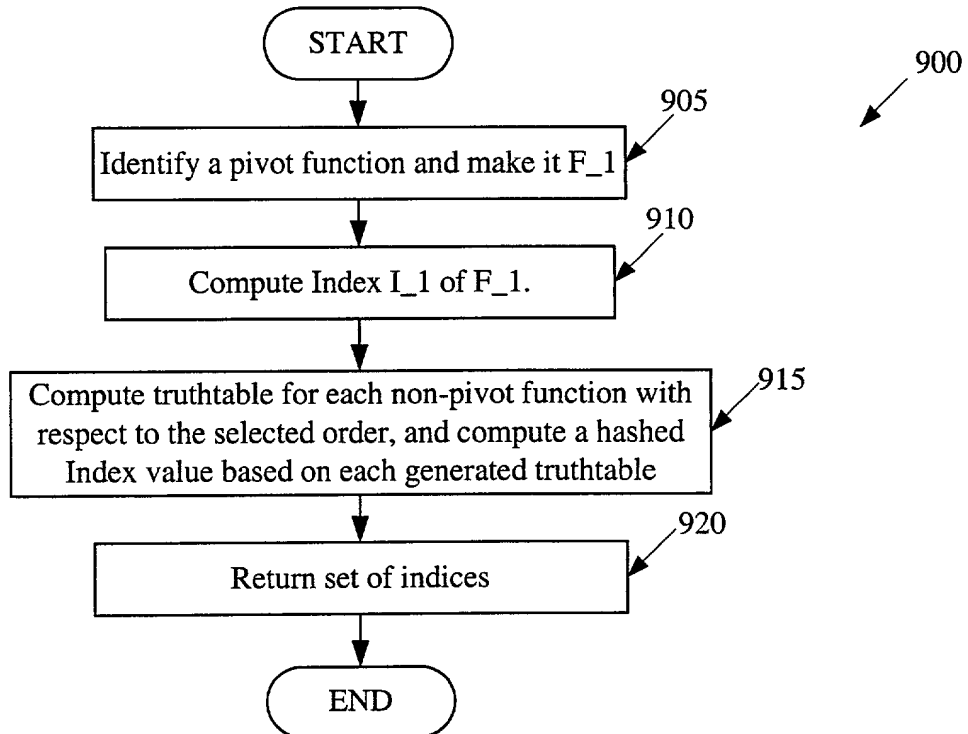 START
900
905
Identify a pivot function and make it F_1
910
Compute Index I_1 of F_1.
915
Compute truthtable for each non-pivot function with
respect to the selected order, and compute a hashed
Index value based on each generated truthtable
920
Return set of indices
END